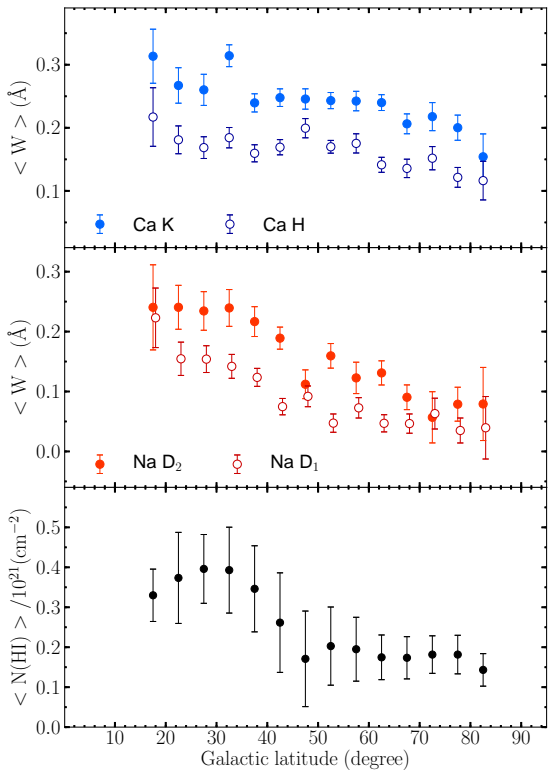 0.3
0.2
0.1
< W > (Å)
Ca K
Ca H
0.3
0.2
0.1
0.0
< W > (Å)
Na D₂
Na D₁
0.5
0.4
0.3
0.2
0.1
0.0
< N(HI) > /10²¹(cm⁻²)
10 20 30 40 50 60 70 80 90
Galactic latitude (degree)